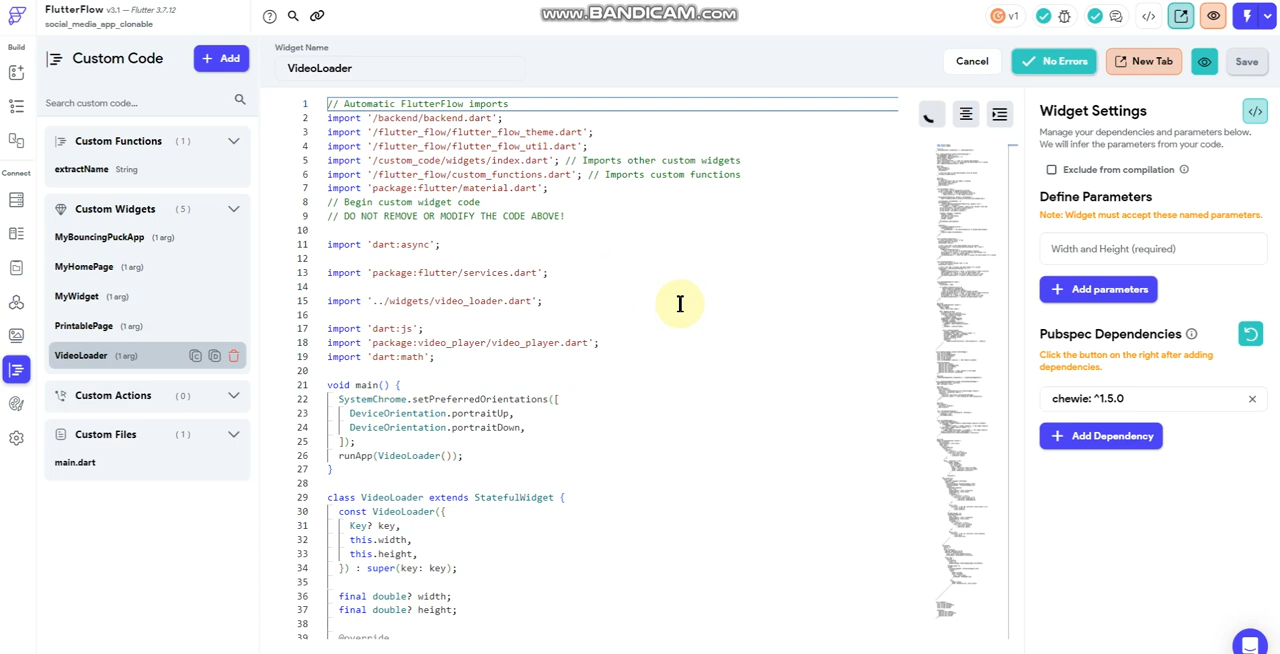 FlutterFlow v3.1 — Flutter 3.7.12
social_media_app_clonable
www.BANDICAM.com
v1
Build
Connect
Custom Code
Add
Search custom code...
Custom Functions (1)
extractName String
Custom Widgets (5)
MyBouncingPuckApp (1 arg)
MyHomePage (1 arg)
MyWidget (1 arg)
PrintablePage (1 arg)
VideoLoader (1 arg)
Custom Actions (0)
Custom Files (1)
main.dart
Widget Name
VideoLoader
Cancel
No Errors
New Tab
Save
1 // Automatic FlutterFlow imports
2 import '/backend/backend.dart';
3 import '/flutter_flow/flutter_flow_theme.dart';
4 import '/flutter_flow/flutter_flow_util.dart';
5 import '/custom_code/widgets/index.dart'; // Imports other custom widgets
6 import '/flutter_flow/custom_functions.dart'; // Imports custom functions
7 import 'package:flutter/material.dart';
8 // Begin custom widget code
9 // DO NOT REMOVE OR MODIFY THE CODE ABOVE!
10
11 import 'dart:async';
12
13 import 'package:flutter/services.dart';
14
15 import '../widgets/video_loader.dart';
16
17 import 'dart:js';
18 import 'package:video_player/video_player.dart';
19 import 'dart:math';
20
21 void main() {
22 SystemChrome.setPreferredOrientations([
23 DeviceOrientation.portraitUp,
24 DeviceOrientation.portraitDown,
25 ]);
26 runApp(VideoLoader());
27 }
28
29 class VideoLoader extends StatefulWidget {
30 const VideoLoader({
31 Key? key,
32 this.width,
33 this.height,
34 }) : super(key: key);
35
36 final double? width;
37 final double? height;
38
39 @override
Widget Settings
Manage your dependencies and parameters below.
We will infer the parameters from your code.
Exclude from compilation
Define Parameters
Note: Widget must accept these named parameters.
Width and Height (required)
Add parameters
Pubspec Dependencies
Click the button on the right after adding
dependencies.
chewie: ^1.5.0
Add Dependency